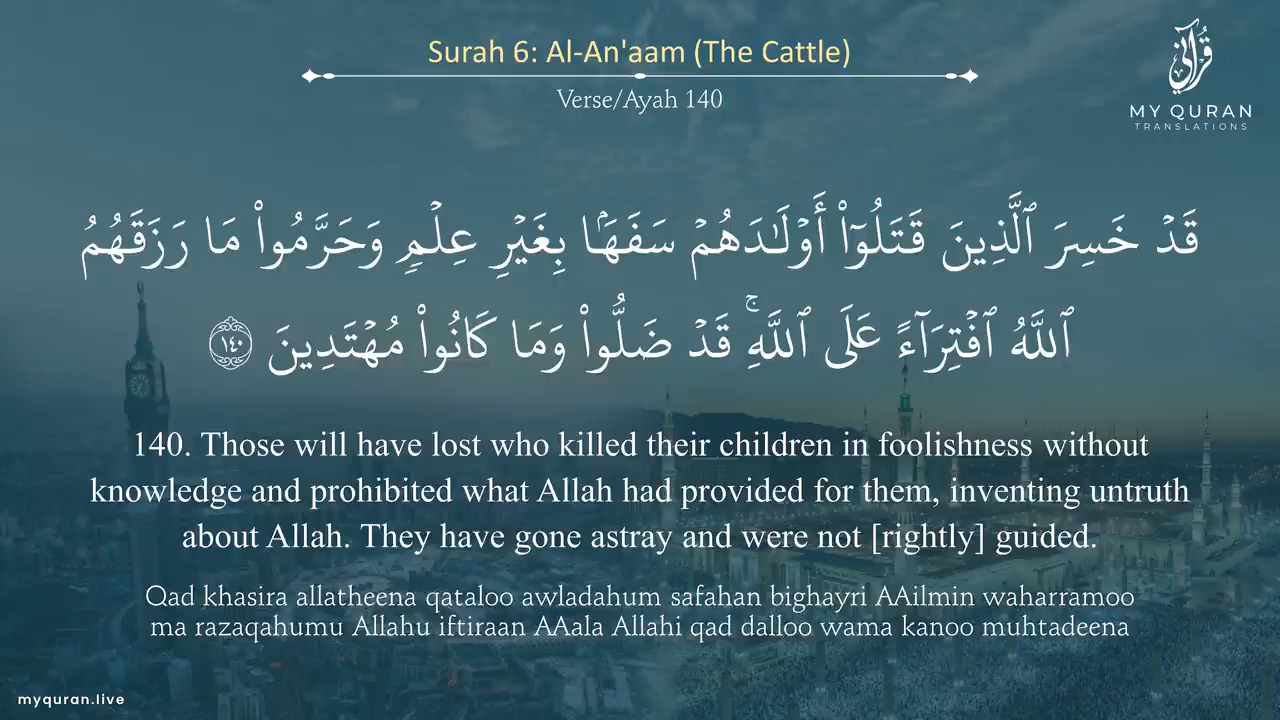 Surah 6: Al-An'aam (The Cattle)
Verse/Ayah 140
قرآني
MY QURAN
TRANSLATIONS
قَدْ خَسِرَ ٱلَّذِينَ قَتَلُوٓا۟ أَوْلَـٰدَهُمْ سَفَهًۢا بِغَيْرِ عِلْمٍ وَحَرَّمُوا۟ مَا رَزَقَهُمُ
ٱللَّهُ ٱفْتِرَآءً عَلَى ٱللَّهِ ۚ قَدْ ضَلُّوا۟ وَمَا كَانُوا۟ مُهْتَدِينَ ١٤٠
140. Those will have lost who killed their children in foolishness without
knowledge and prohibited what Allah had provided for them, inventing untruth
about Allah. They have gone astray and were not [rightly] guided.
Qad khasira allatheena qataloo awladahum safahan bighayri AAilmin waharramoo
ma razaqahumu Allahu iftiraan AAala Allahi qad dalloo wama kanoo muhtadeena
myquran.live